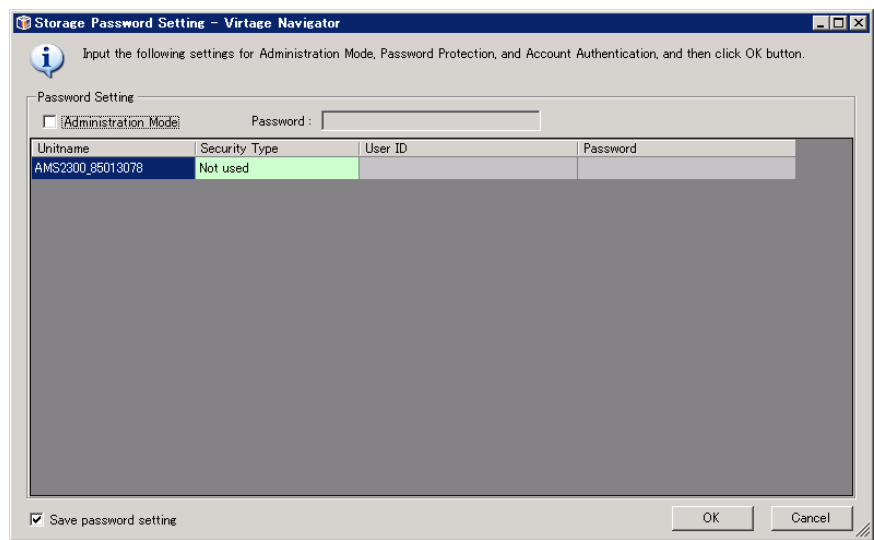 Storage Password Setting - Virtage Navigator
Input the following settings for Administration Mode, Password Protection, and Account Authentication, and then click OK button.
Password Setting
Administration Mode Password :
Unitname Security Type User ID Password
AMS2300_85013078 Not used
Save password setting OK Cancel